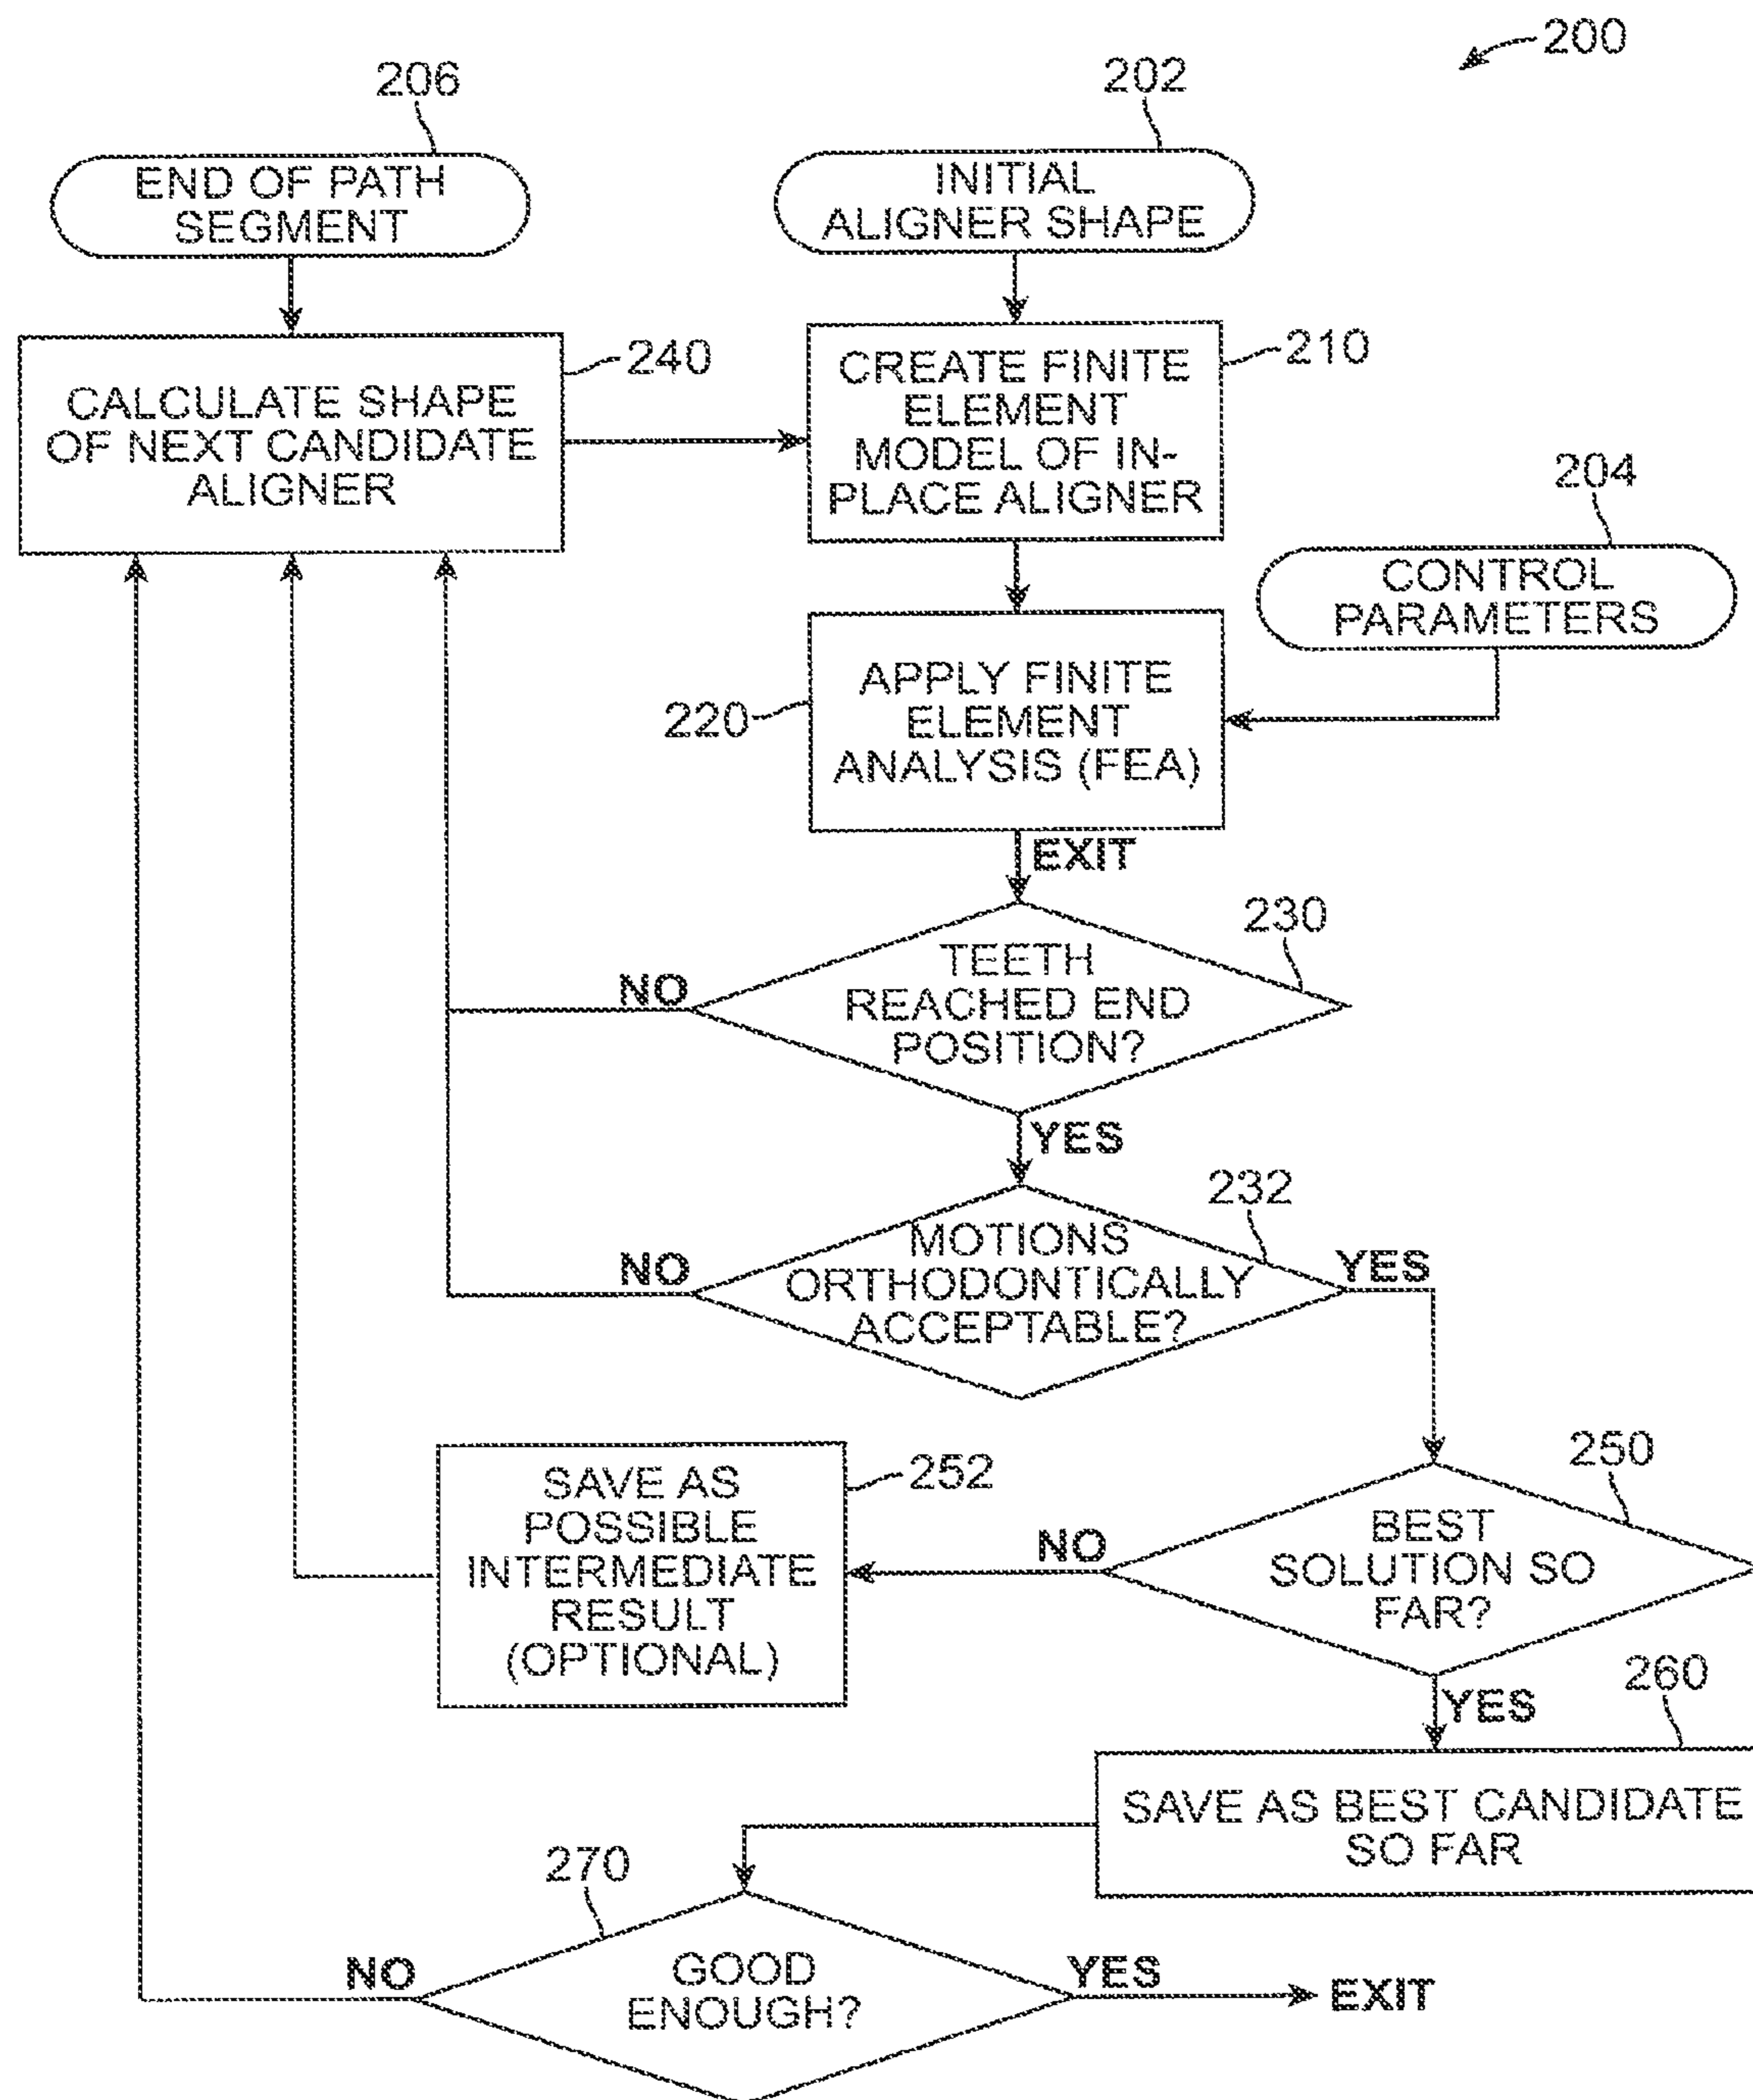 200
206
202
END OF PATH
SEGMENT
INITIAL
ALIGNER SHAPE
240
CALCULATE SHAPE
OF NEXT CANDIDATE
ALIGNER
210
CREATE FINITE
ELEMENT
MODEL OF IN-
PLACE ALIGNER
204
CONTROL
PARAMETERS
220
APPLY FINITE
ELEMENT
ANALYSIS (FEA)
EXIT
230
TEETH
REACHED END
POSITION?
NO
YES
232
MOTIONS
ORTHODONTICALLY
ACCEPTABLE?
NO
YES
250
BEST
SOLUTION SO
FAR?
NO
YES
252
SAVE AS
POSSIBLE
INTERMEDIATE
RESULT
(OPTIONAL)
260
SAVE AS BEST CANDIDATE
SO FAR
270
GOOD
ENOUGH?
NO
YES
EXIT